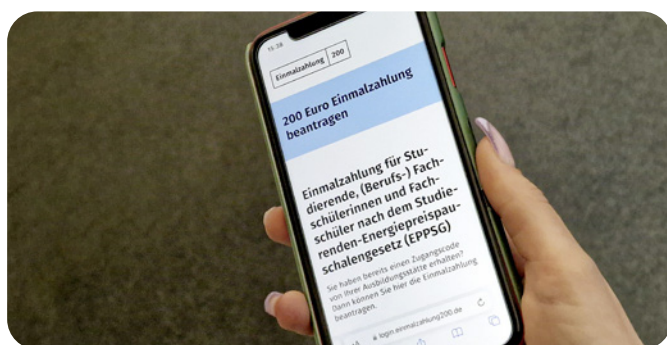 15:28
Einmalzahlung 200
200 Euro Einmalzahlung
beantragen
Einmalzahlung für Stu-
dierende, (Berufs-) Fach-
schülerinnen und Fach-
schüler nach dem Studie-
renden-Energiepreispau-
schalengesetz (EPPSG)
Sie haben bereits einen Zugangscode
von Ihrer Ausbildungsstätte erhalten?
Dann können Sie hier die Einmalzahlung
beantragen.
login.einmalzahlung200.de